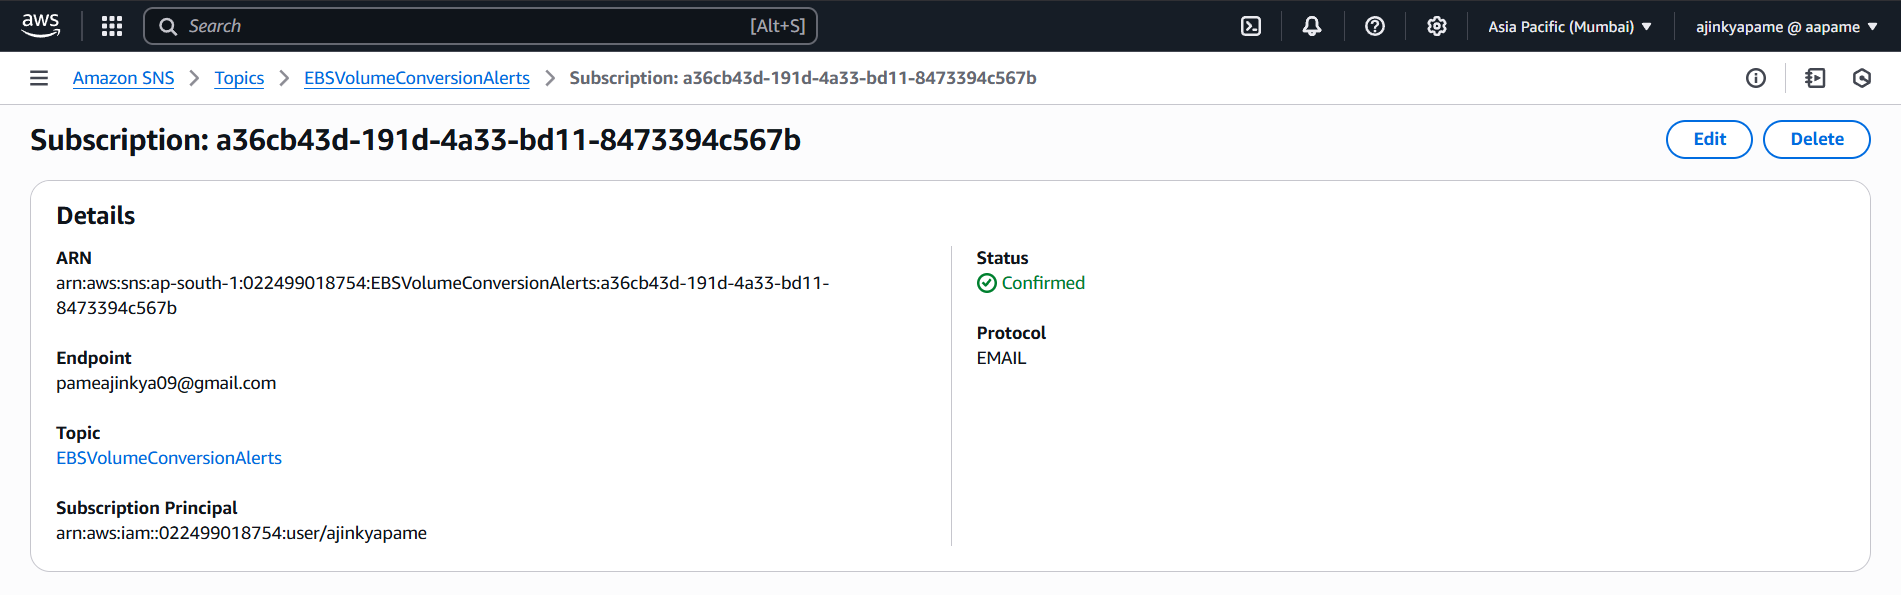 aws
Search [Alt+S]
Asia Pacific (Mumbai) ▼
ajinkyapame @ aapame ▼
Amazon SNS > Topics > EBSVolumeConversionAlerts > Subscription: a36cb43d-191d-4a33-bd11-8473394c567b
Subscription: a36cb43d-191d-4a33-bd11-8473394c567b
Edit
Delete
Details
ARN
arn:aws:sns:ap-south-1:022499018754:EBSVolumeConversionAlerts:a36cb43d-191d-4a33-bd11-
8473394c567b
Endpoint
pameajinkya09@gmail.com
Topic
EBSVolumeConversionAlerts
Subscription Principal
arn:aws:iam::022499018754:user/ajinkyapame
Status
Confirmed
Protocol
EMAIL